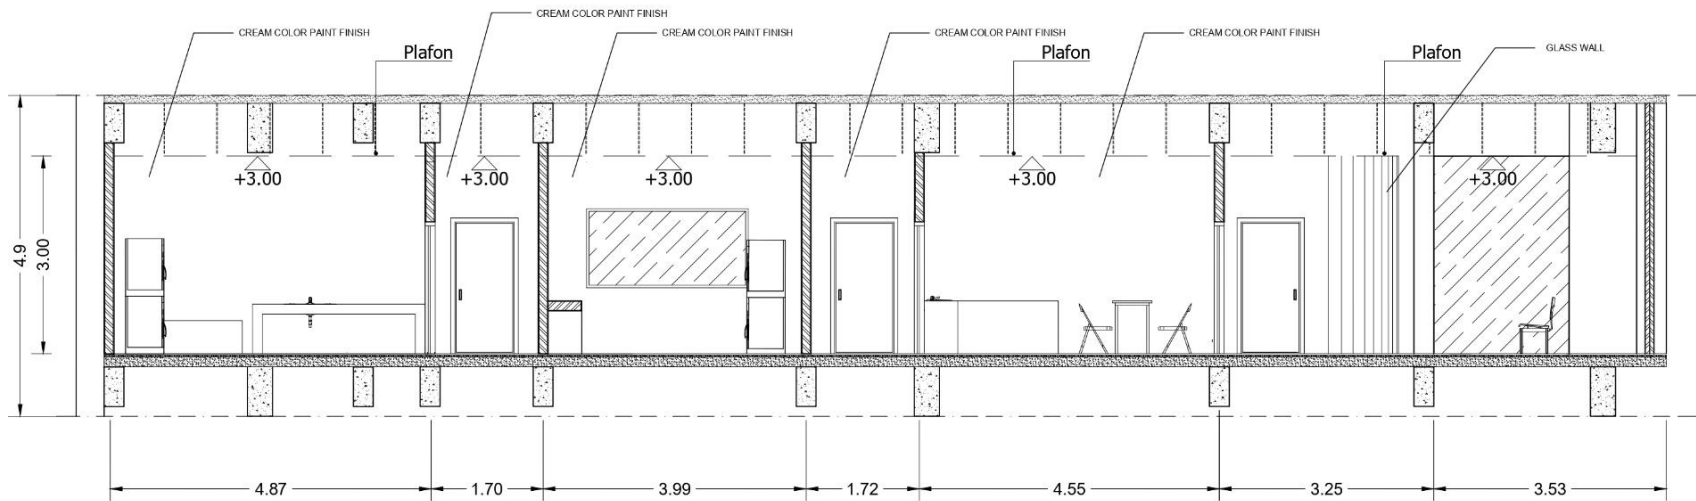 CREAM COLOR PAINT FINISH
CREAM COLOR PAINT FINISH
CREAM COLOR PAINT FINISH
CREAM COLOR PAINT FINISH
CREAM COLOR PAINT FINISH
GLASS WALL
Plafon
Plafon
Plafon
+3.00
+3.00
+3.00
+3.00
+3.00
4.9
3.00
4.87
1.70
3.99
1.72
4.55
3.25
3.53